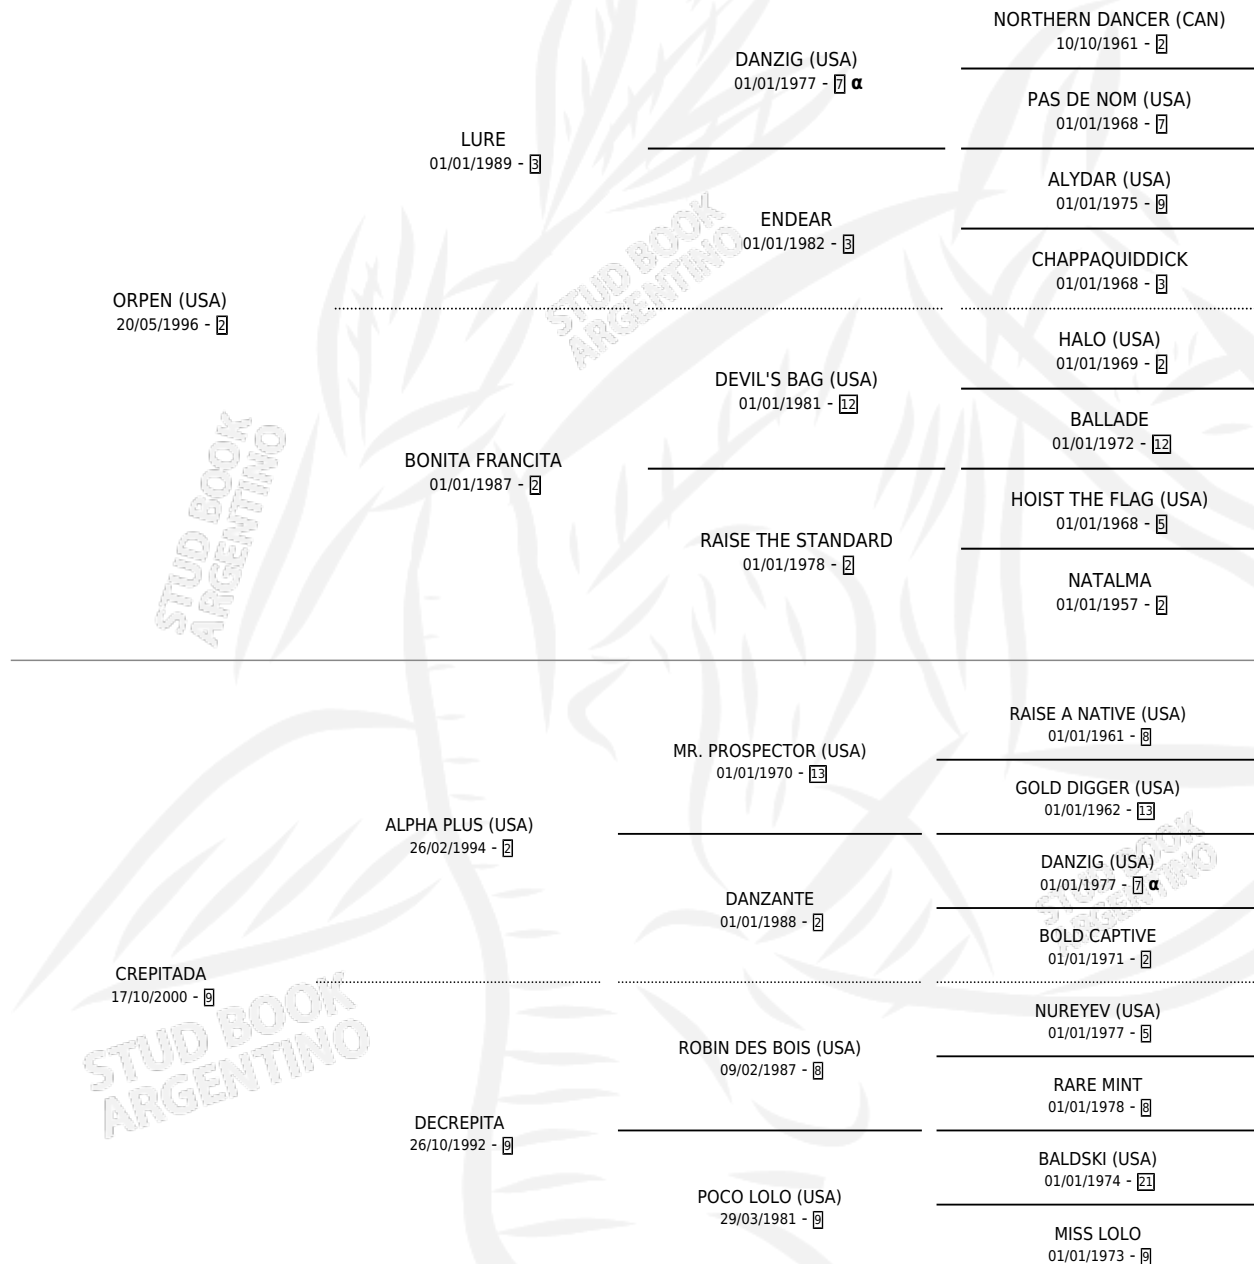 NORTHERN DANCER (CAN)
10/10/1961 - 2
DANZIG (USA)
01/01/1977 - 7 α
PAS DE NOM (USA)
01/01/1968 - 7
LURE
01/01/1989 - 3
ALYDAR (USA)
01/01/1975 - 9
ENDEAR
01/01/1982 - 3
CHAPPAQUIDDICK
01/01/1968 - 3
ORPEN (USA)
20/05/1996 - 2
HALO (USA)
01/01/1969 - 2
DEVIL'S BAG (USA)
01/01/1981 - 12
BALLADE
01/01/1972 - 12
BONITA FRANCITA
01/01/1987 - 2
HOIST THE FLAG (USA)
01/01/1968 - 5
RAISE THE STANDARD
01/01/1978 - 2
NATALMA
01/01/1957 - 2
RAISE A NATIVE (USA)
01/01/1961 - 8
MR. PROSPECTOR (USA)
01/01/1970 - 13
GOLD DIGGER (USA)
01/01/1962 - 13
ALPHA PLUS (USA)
26/02/1994 - 2
DANZIG (USA)
01/01/1977 - 7 α
DANZANTE
01/01/1988 - 2
BOLD CAPTIVE
01/01/1971 - 2
CREPITADA
17/10/2000 - 9
NUREYEV (USA)
01/01/1977 - 5
ROBIN DES BOIS (USA)
09/02/1987 - 8
RARE MINT
01/01/1978 - 8
DECREPITA
26/10/1992 - 9
BALDSKI (USA)
01/01/1974 - 21
POCO LOLO (USA)
29/03/1981 - 9
MISS LOLO
01/01/1973 - 9
STUD BOOK
ARGENTINO
STUD BOOK
ARGENTINO
STUD BOOK
ARGENTINO
STUD BOOK
ARGENTINO